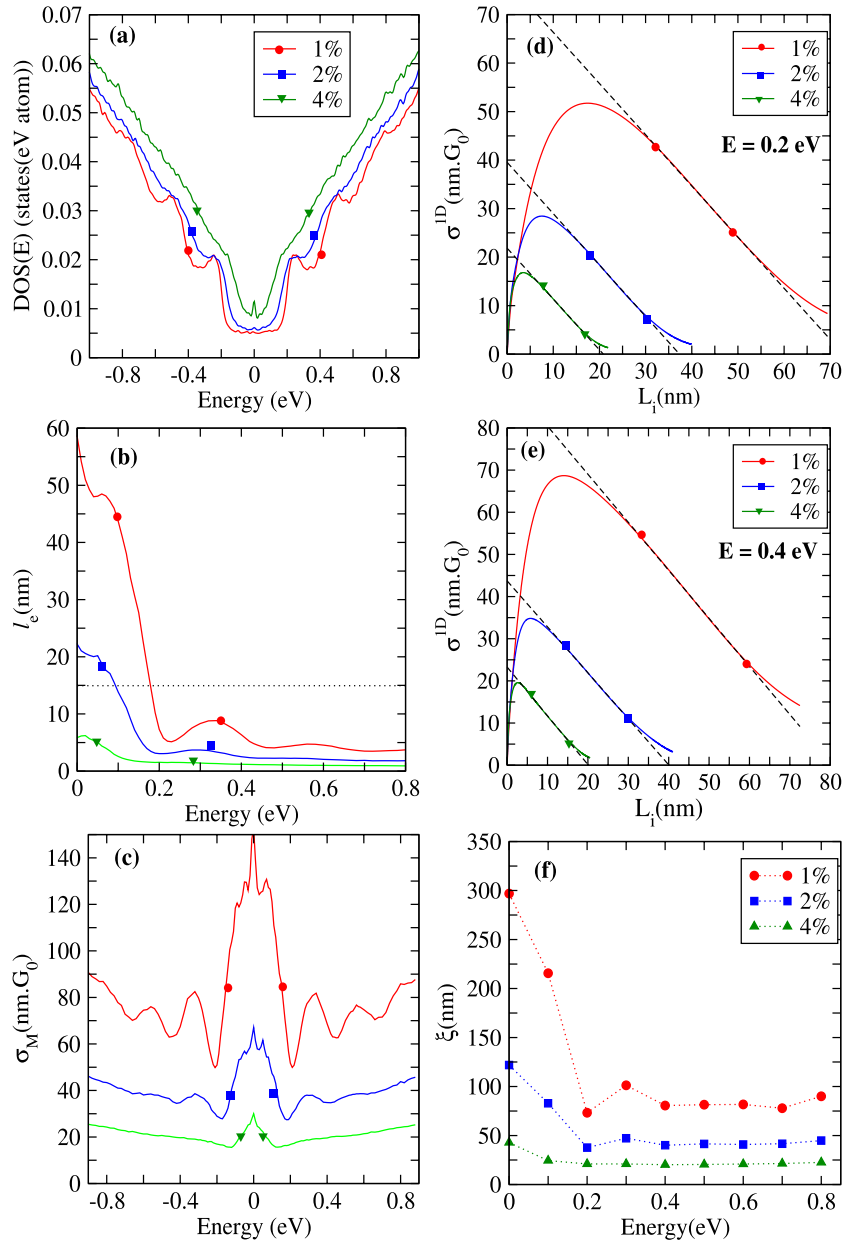 (a)
1%
2%
4%
DOS(E) (states(eV atom))
0.07
0.06
0.05
0.04
0.03
0.02
0.01
0
-0.8 -0.4 0 0.4 0.8
Energy (eV)
(d)
1%
2%
4%
E = 0.2 eV
σ1D(nm.G0)
70
60
50
40
30
20
10
0
0 10 20 30 40 50 60 70
Li(nm)
(b)
le(nm)
60
50
40
30
20
10
0
0 0.2 0.4 0.6 0.8
Energy (eV)
(e)
1%
2%
4%
E = 0.4 eV
σ1D(nm.G0)
80
70
60
50
40
30
20
10
0
0 10 20 30 40 50 60 70 80
Li(nm)
(c)
σM(nm.G0)
140
120
100
80
60
40
20
0
-0.8 -0.4 0 0.4 0.8
Energy (eV)
(f)
1%
2%
4%
ξ(nm)
350
300
250
200
150
100
50
0
0 0.2 0.4 0.6 0.8
Energy(eV)